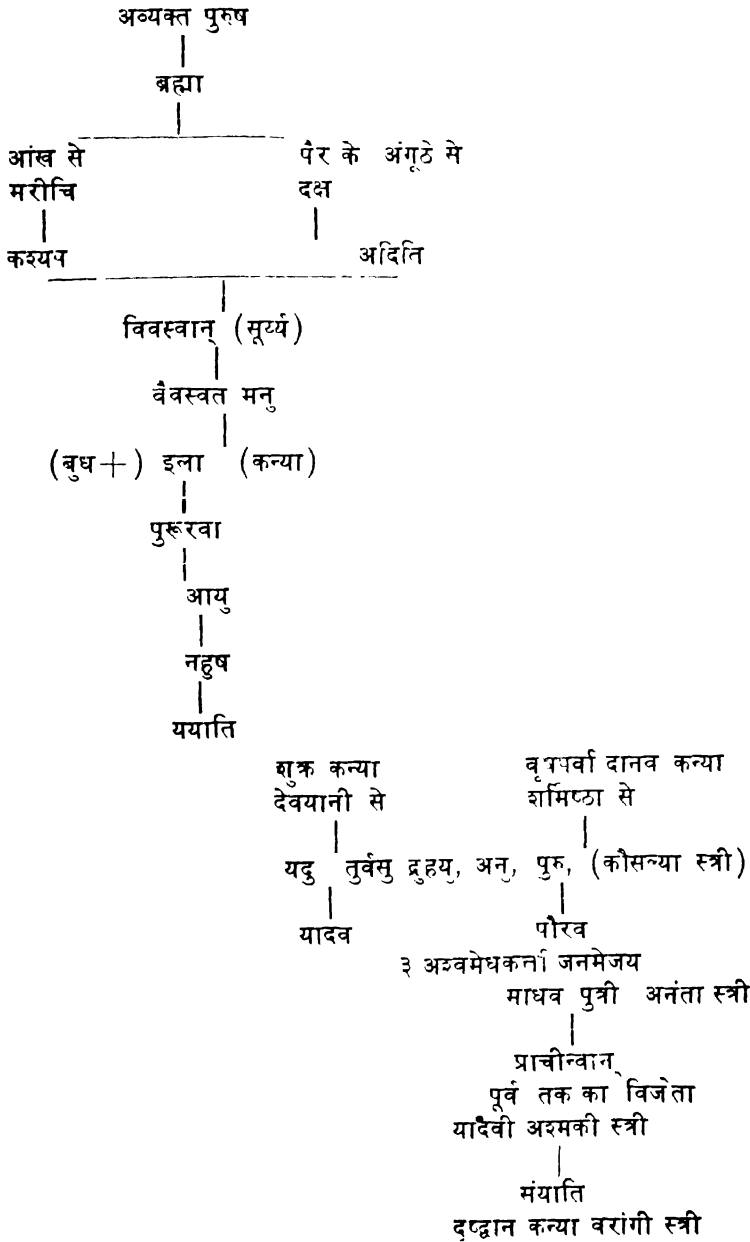 अव्यक्त पुरुष
ब्रह्मा
आंख से पैर के अंगूठे मे
मरीचि दक्ष
कश्यप अदिति
विवस्वान् (सूर्य्य)
वैवस्वत मनु
(बुध +) इला (कन्या)
पुरूरवा
आयु
नहुष
ययाति
शुक्र कन्या वृषपर्वा दानव कन्या
देवयानी से शर्मिष्ठा से
यदु तुर्वसु द्रुहयु, अनु, पुरु, (कौसल्या स्त्री)
यादव पौरव
३ अश्वमेधकर्त्ता जनमेजय
माधव पुत्री अनंता स्त्री
प्राचीन्वान्
पूर्व तक का विजेता
यादवी अश्मकी स्त्री
संयाति
दृष्द्वान कन्या वरांगी स्त्री